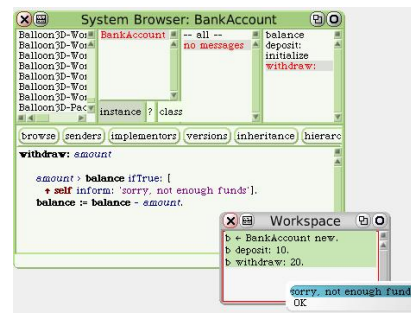 System Browser: BankAccount
Balloon3D-Wor
Balloon3D-Wor
Balloon3D-Wor
Balloon3D-Wor
Balloon3D-Wor
Balloon3D-Wor
Balloon3D-Pac
BankAccount
instance ? class
-- all --
no messages
balance
deposit:
initialize
withdraw:
browse senders implementors versions inheritance hierarc
withdraw: amount
amount > balance ifTrue: [
↑ self inform: 'sorry, not enough funds'].
balance := balance - amount.
Workspace
b ← BankAccount new.
b deposit: 10.
b withdraw: 20.
sorry, not enough fund
OK